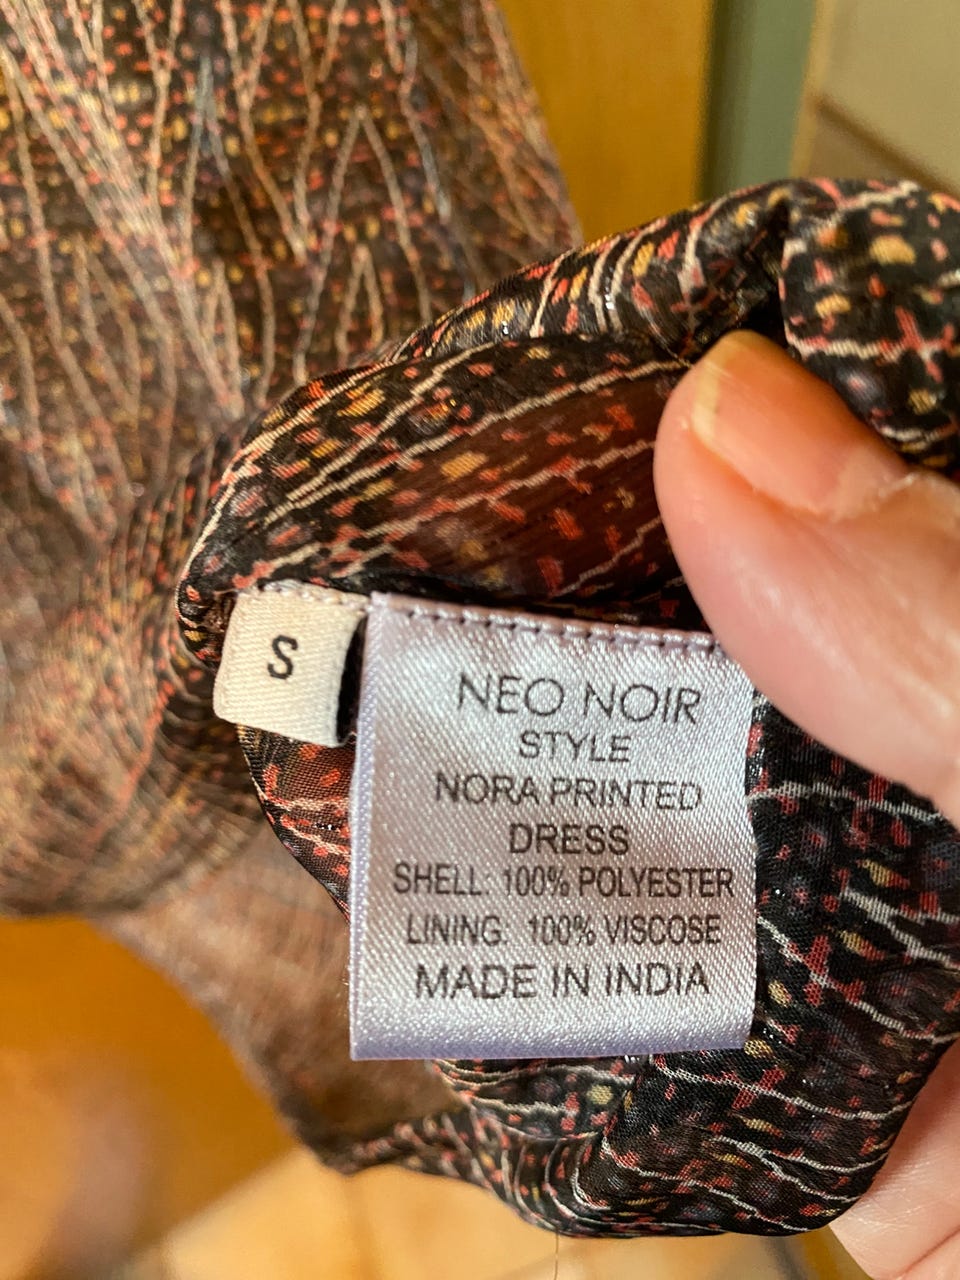 S
NEO NOIR
STYLE
NORA PRINTED
DRESS
SHELL: 100% POLYESTER
LINING: 100% VISCOSE
MADE IN INDIA